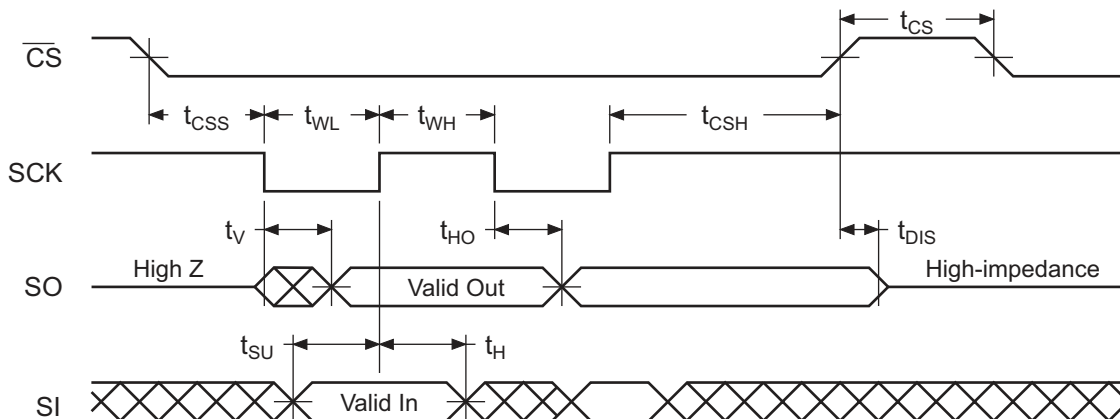 t_CS
CS
t_CSS t_WL t_WH t_CSH
SCK
t_V t_HO t_DIS
High Z High-impedance
SO Valid Out
t_SU t_H
SI Valid In